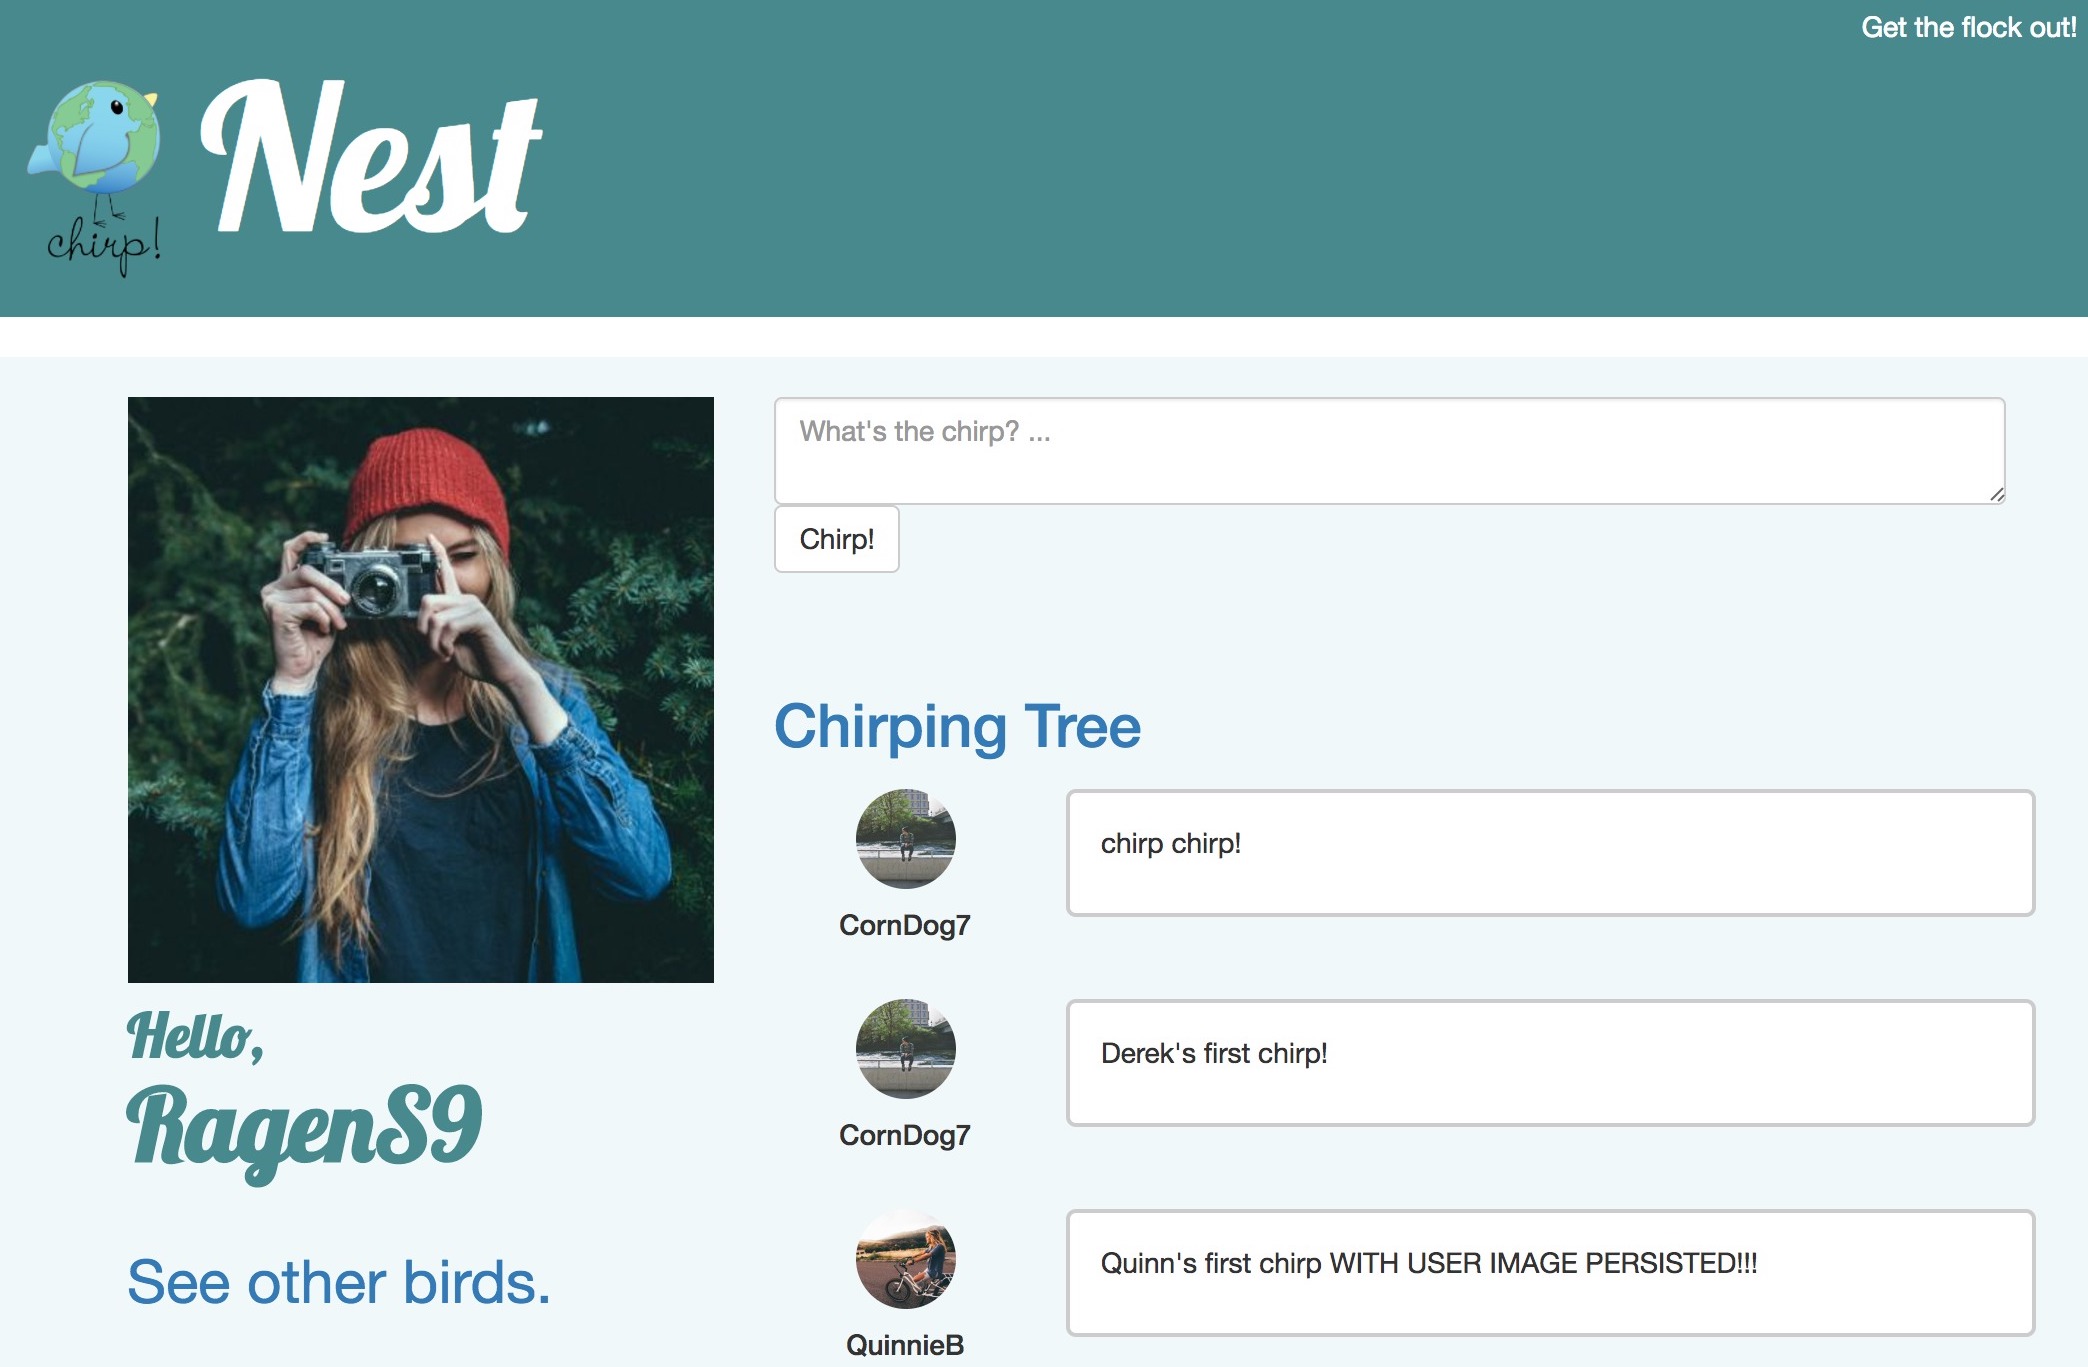 Get the flock out!
Nest
chirp!
What's the chirp? ...
Chirp!
Chirping Tree
chirp chirp!
CornDog7
Derek's first chirp!
CornDog7
Quinn's first chirp WITH USER IMAGE PERSISTED!!!
QuinnieB
Hello,
RagenS9
See other birds.